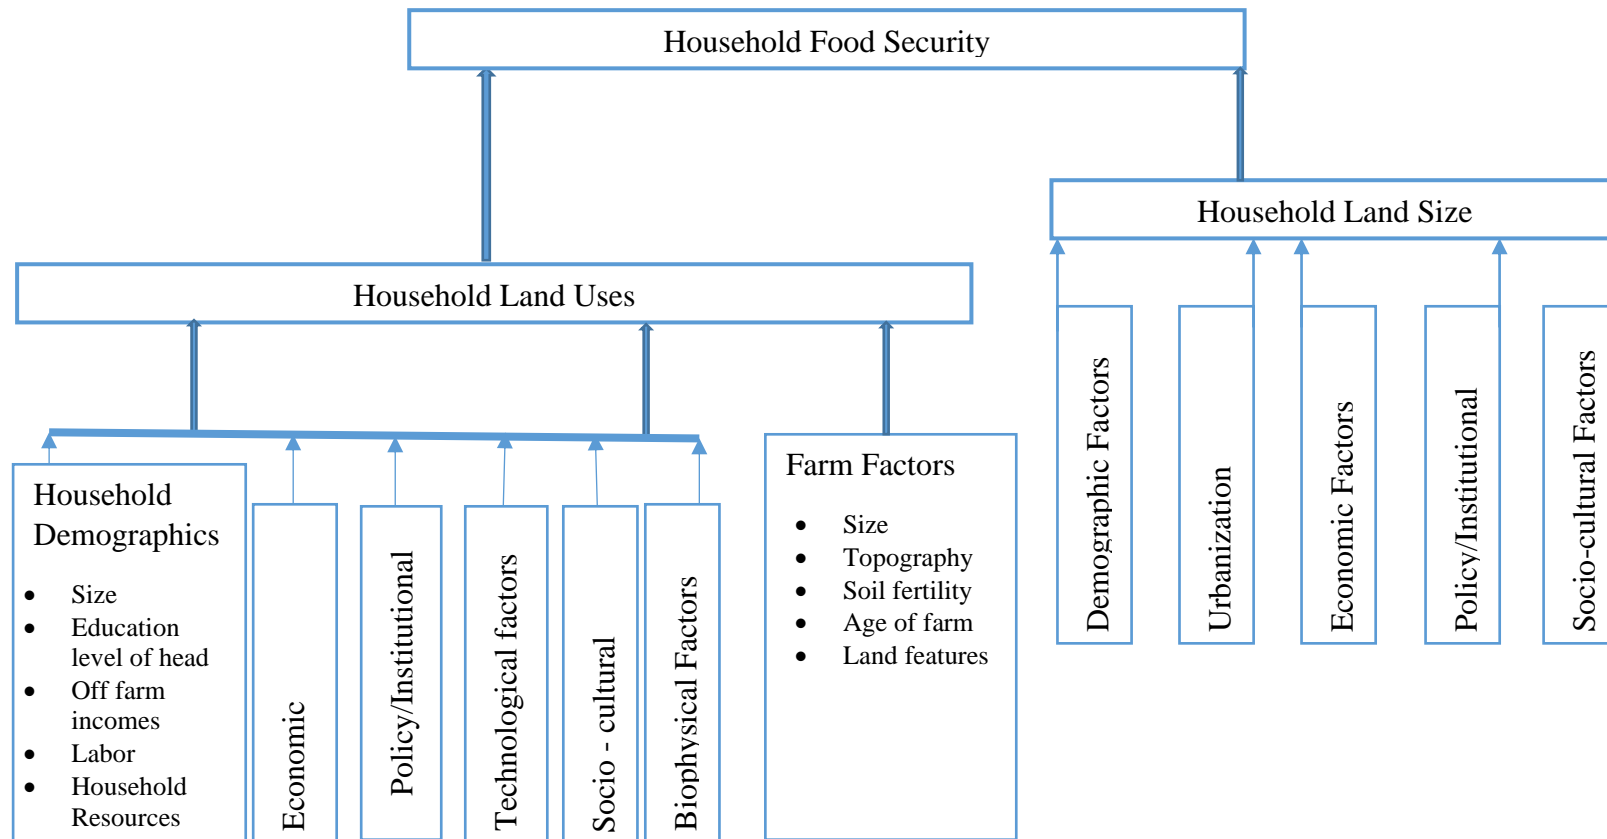 Household Food Security
Household Land Size
Household Land Uses
Household
Demographics
• Size
• Education
level of head
• Off farm
incomes
• Labor
• Household
Resources
Economic
Policy/Institutional
Technological factors
Socio - cultural
Biophysical Factors
Farm Factors
• Size
• Topography
• Soil fertility
• Age of farm
• Land features
Demographic Factors
Urbanization
Economic Factors
Policy/Institutional
Socio-cultural Factors